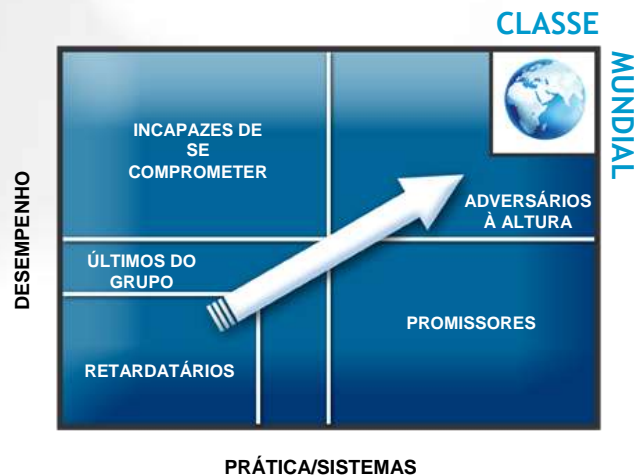 CLASSE
MUNDIAL
INCAPAZES DE
SE
COMPROMETER
ADVERSÁRIOS
À ALTURA
DESEMPENHO
ÚLTIMOS DO
GRUPO
PROMISSORES
RETARDATÁRIOS
PRÁTICA/SISTEMAS